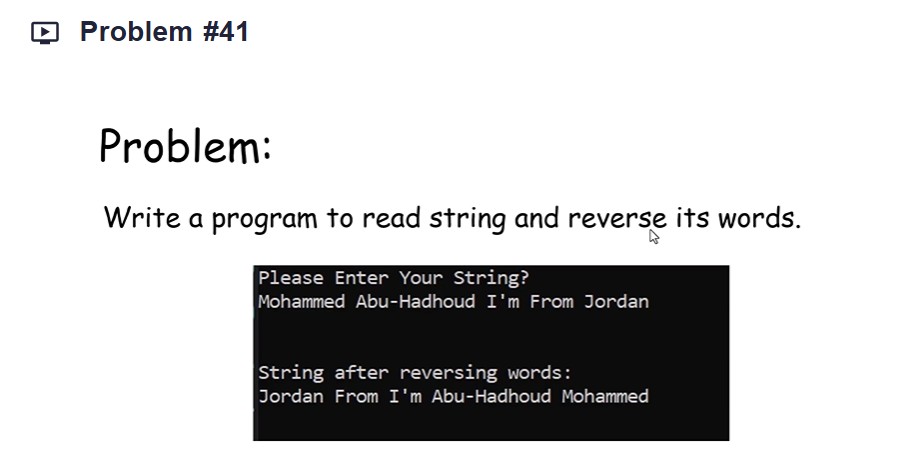 Problem #41
Problem:
Write a program to read string and reverse its words.
Please Enter Your String?
Mohammed Abu-Hadhoud I'm From Jordan
String after reversing words:
Jordan From I'm Abu-Hadhoud Mohammed